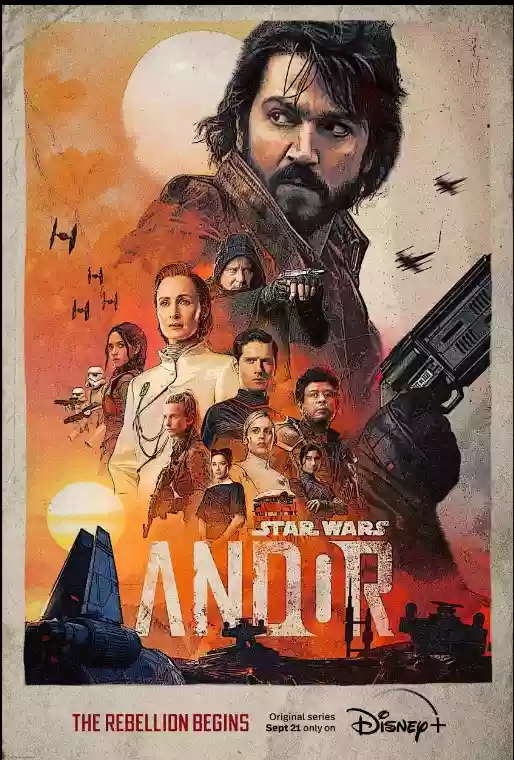 STAR WARS
ANDOR
THE REBELLION BEGINS
Original series
Sept 21 only on
Disney+